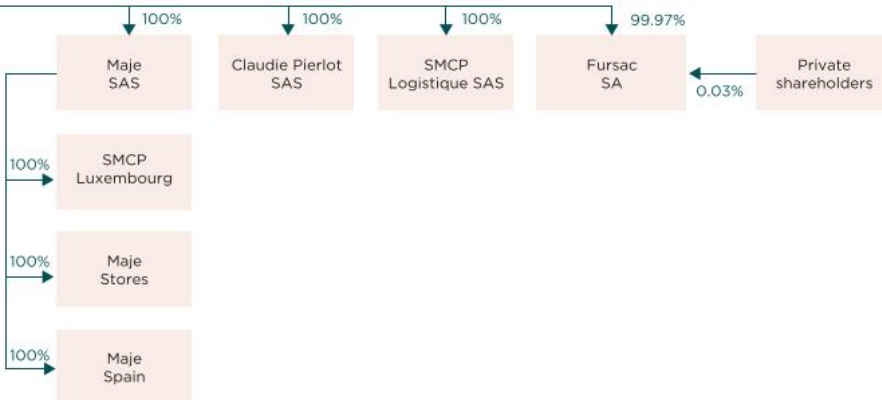 100%
100%
100%
99.97%
Maje
SAS
Claudie Pierlot
SAS
SMCP
Logistique SAS
Fursac
SA
0.03%
Private
shareholders
100%
SMCP
Luxembourg
100%
Maje
Stores
100%
Maje
Spain